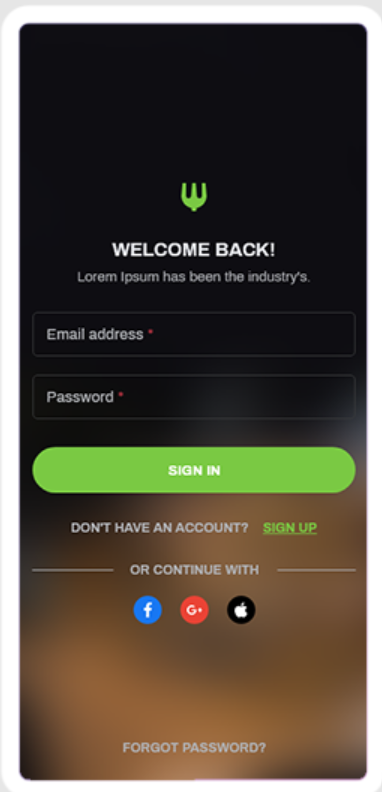 WELCOME BACK!
Lorem Ipsum has been the industry's.
Email address *
Password *
SIGN IN
DON'T HAVE AN ACCOUNT? SIGN UP
OR CONTINUE WITH
f G+
FORGOT PASSWORD?